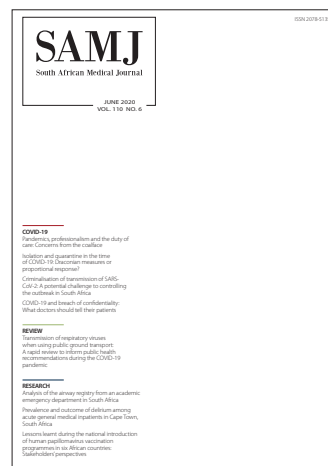 ISSN 2078-5135
SAMJ
South African Medical Journal
JUNE 2020
VOL. 110 NO. 6
COVID-19
Pandemics, professionalism and the duty of
care: Concerns from the coalface
Isolation and quarantine in the time
of COVID-19: Draconian measures or
proportional response?
Criminalisation of transmission of SARS-
CoV-2: A potential challenge to controlling
the outbreak in South Africa
COVID-19 and breach of confidentiality:
What doctors should tell their patients
REVIEW
Transmission of respiratory viruses
when using public ground transport:
A rapid review to inform public health
recommendations during the COVID-19
pandemic
RESEARCH
Analysis of the airway registry from an academic
emergency department in South Africa
Prevalence and outcome of delirium among
acute general medical inpatients in Cape Town,
South Africa
Lessons learnt during the national introduction
of human papillomavirus vaccination
programmes in six African countries:
Stakeholders' perspectives